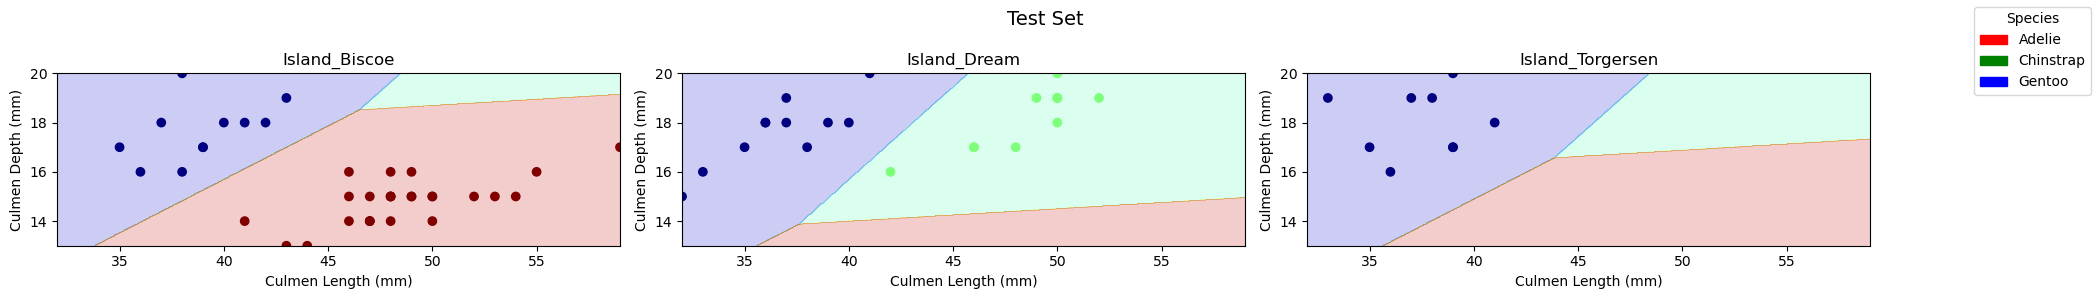 Test Set
Species
Adelie
Chinstrap
Gentoo
Island_Biscoe
20
18
16
14
Culmen Depth (mm)
35 40 45 50 55
Culmen Length (mm)
Island_Dream
20
18
16
14
Culmen Depth (mm)
35 40 45 50 55
Culmen Length (mm)
Island_Torgersen
20
18
16
14
Culmen Depth (mm)
35 40 45 50 55
Culmen Length (mm)